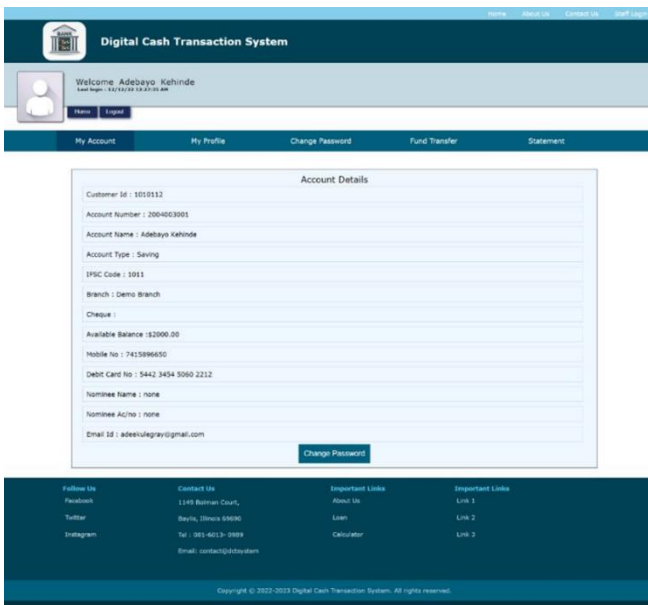 Home About Us Contact Us Staff Login
BANK
Digital Cash Transaction System
Welcome Adebayo Kehinde
Home Logout
My Account My Profile Change Password Fund Transfer Statement
Account Details
Customer Id : 1010112
Account Number : 2004003001
Account Name : Adebayo Kehinde
Account Type : Saving
IFSC Code : 1011
Branch : Demo Branch
Cheque :
Available Balance :$2000.00
Mobile No : 7415896650
Debit Card No : 5442 3454 5060 2212
Nominee Name : none
Nominee Ac/no : none
Email Id : adeekulegray@gmail.com
Change Password
Follow Us Contact Us Important Links Important Links
Facebook 1149 Court, About Us Link 1
Twitter Illinois Loan Link 2
Instagram Tel : 001-6013- 0989 Calculator Link 3
Email: contact@dctsystem
Copyright © 2022-2023 Digital Cash Transaction System. All rights reserved.